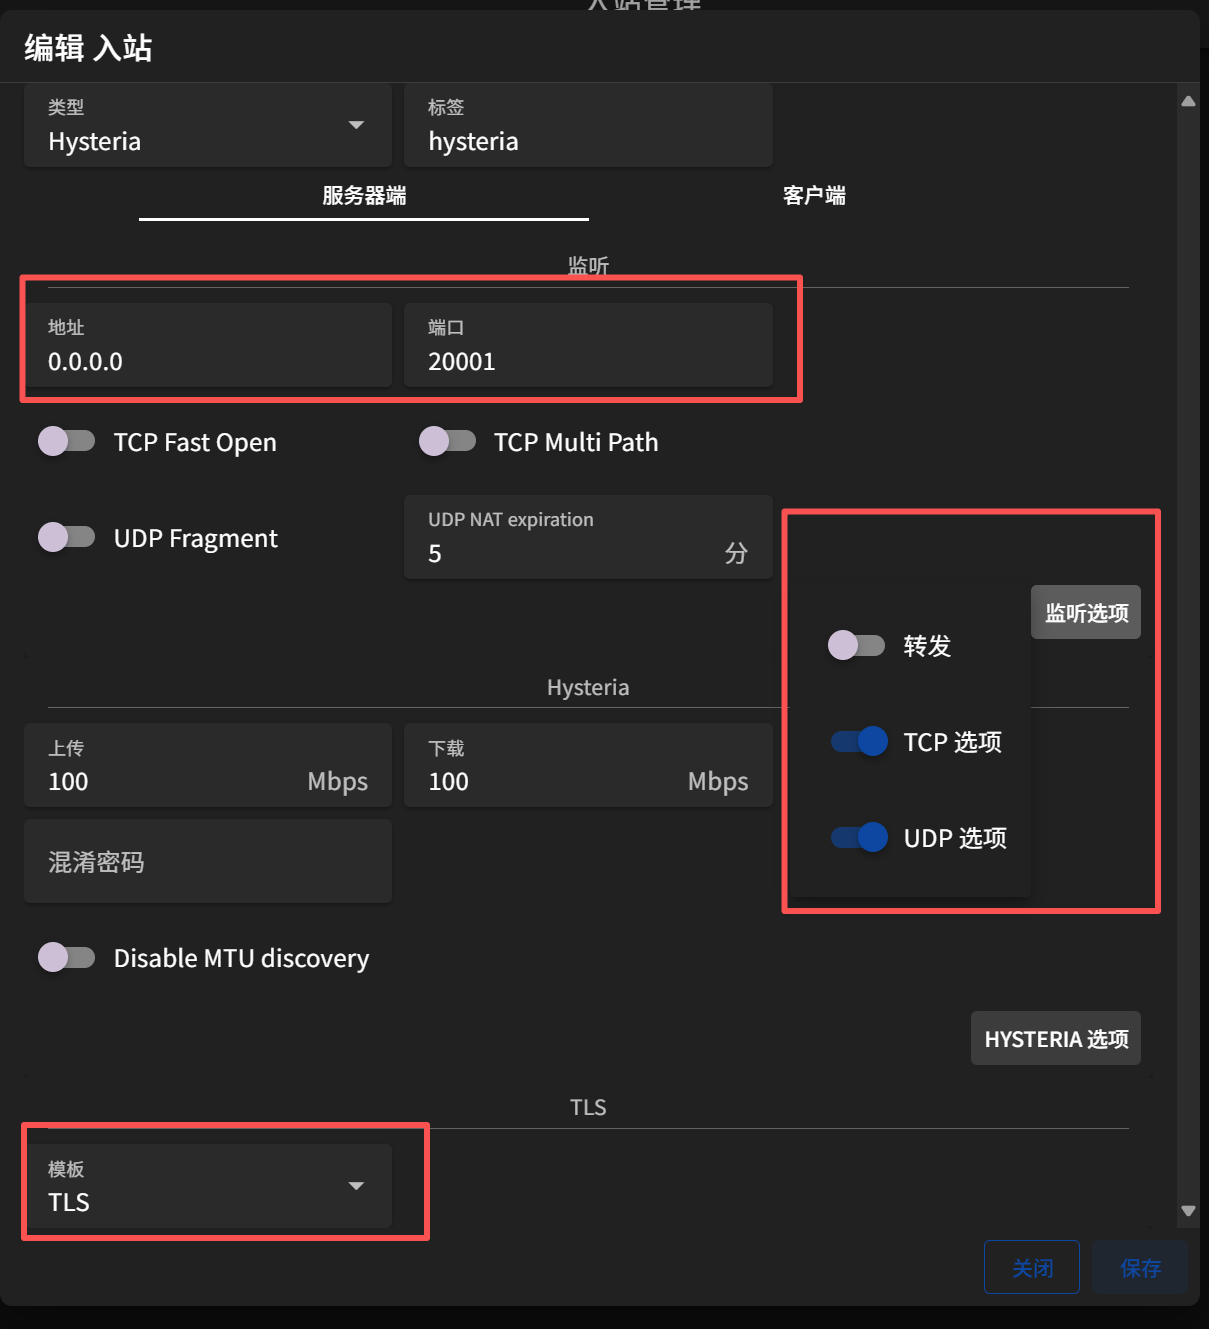 入站管理
编辑 入站
类型
Hysteria
标签
hysteria
服务器端
客户端
监听
地址
0.0.0.0
端口
20001
TCP Fast Open
TCP Multi Path
UDP Fragment
UDP NAT expiration
5
分
监听选项
转发
TCP 选项
UDP 选项
Hysteria
上传
100
Mbps
下载
100
Mbps
混淆密码
Disable MTU discovery
HYSTERIA 选项
TLS
模板
TLS
关闭
保存